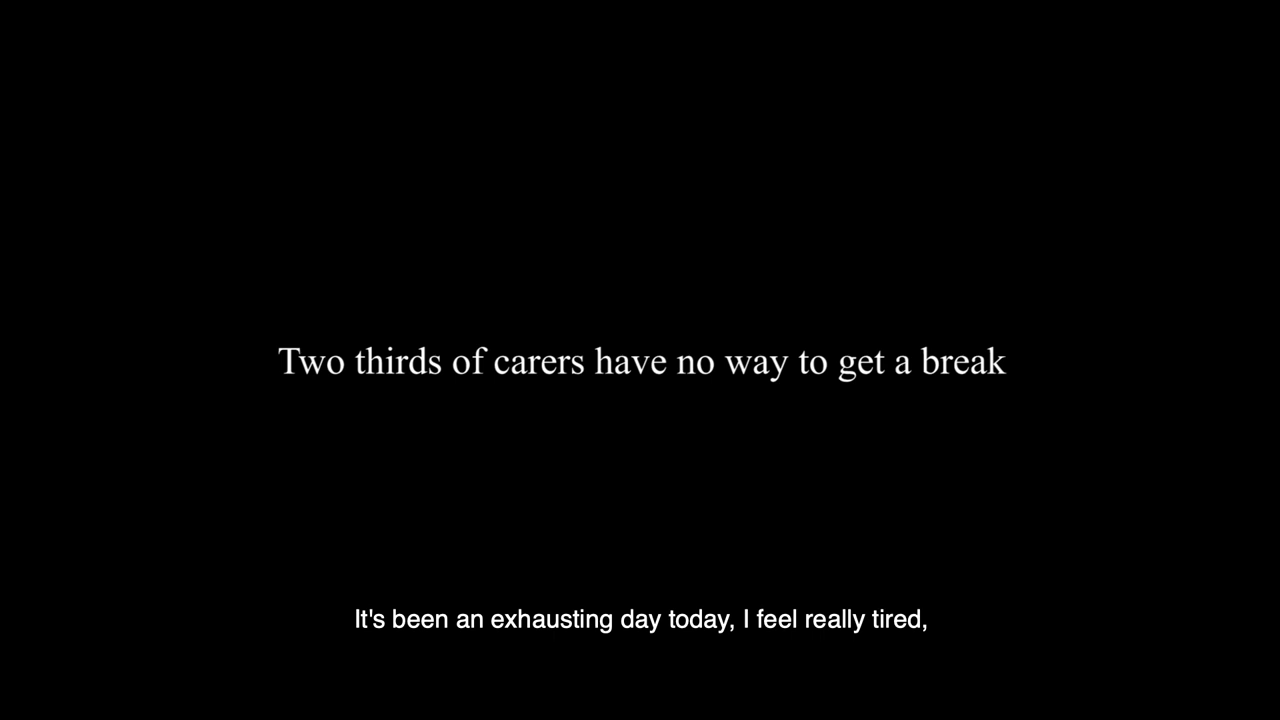 Two thirds of carers have no way to get a break
It's been an exhausting day today, I feel really tired,